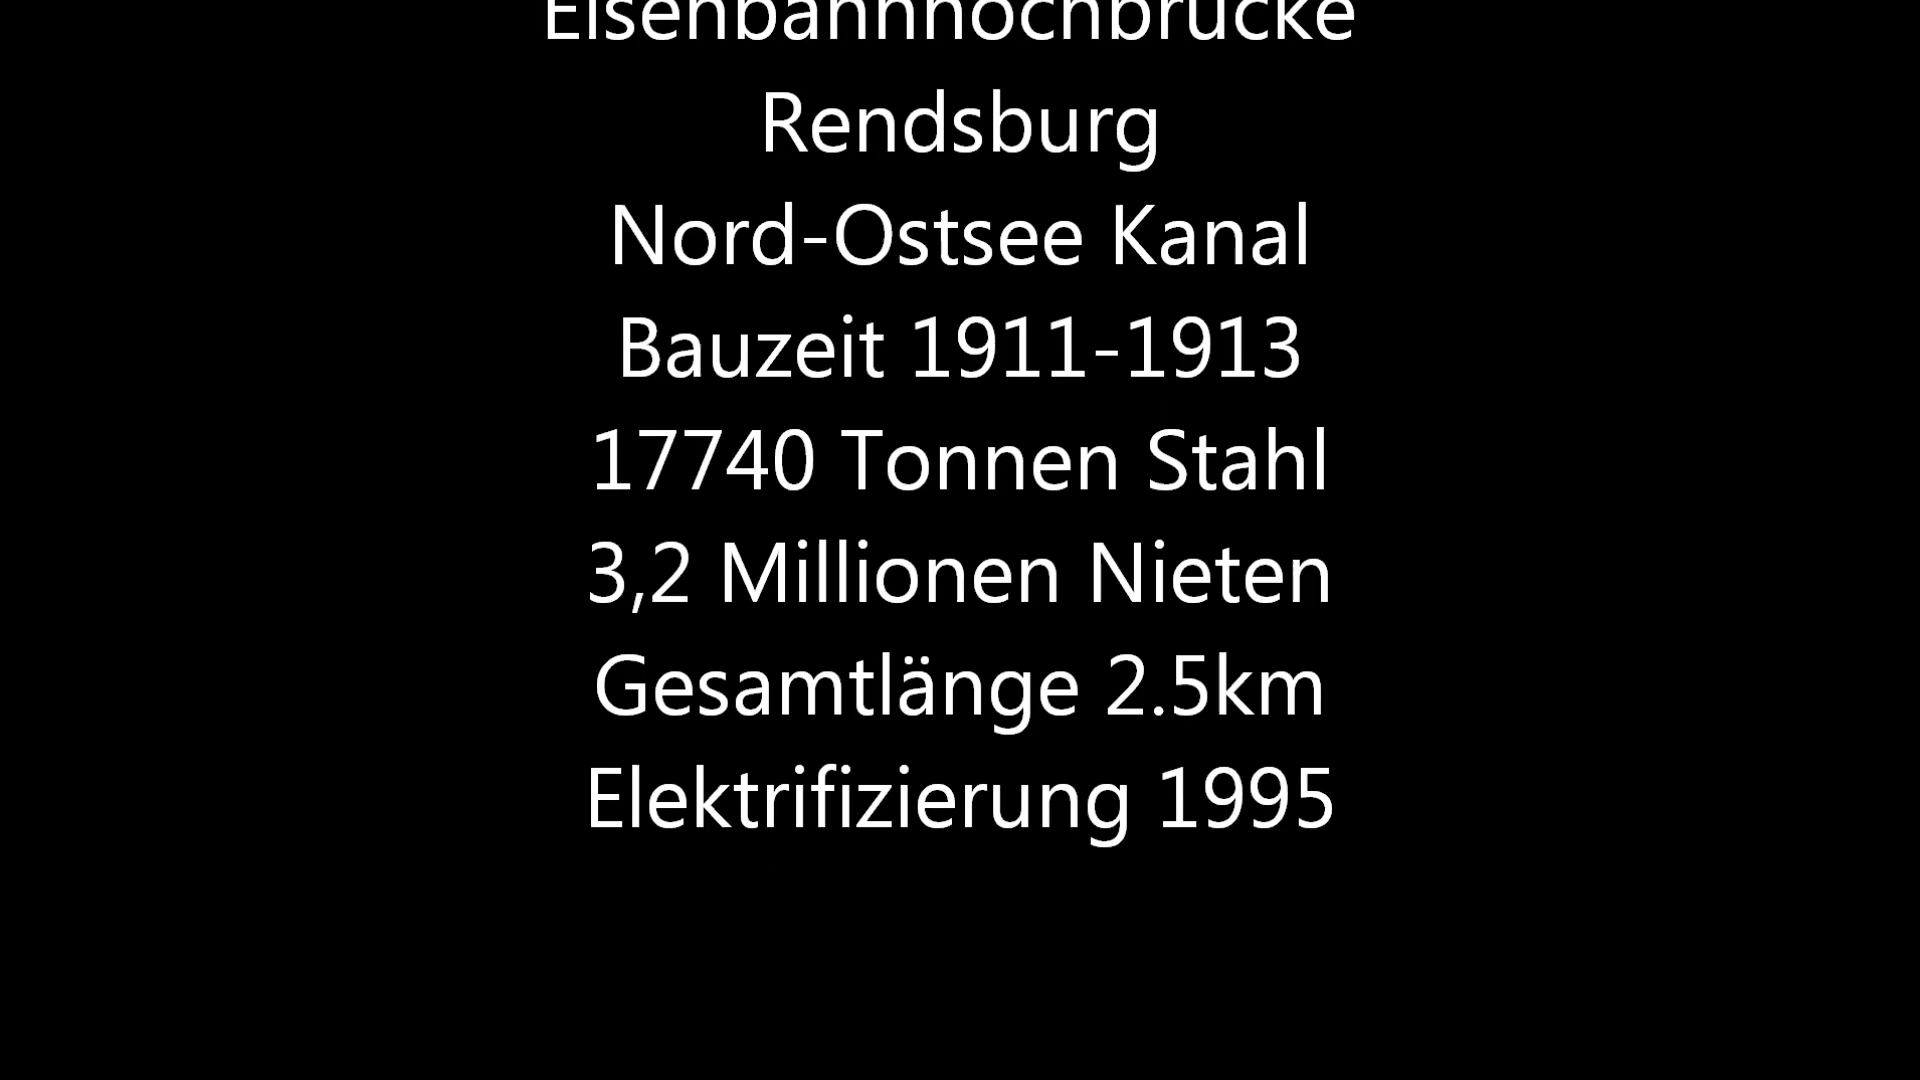 Eisenbahnhochbrücke
Rendsburg
Nord-Ostsee Kanal
Bauzeit 1911-1913
17740 Tonnen Stahl
3,2 Millionen Nieten
Gesamtlänge 2.5km
Elektrifizierung 1995